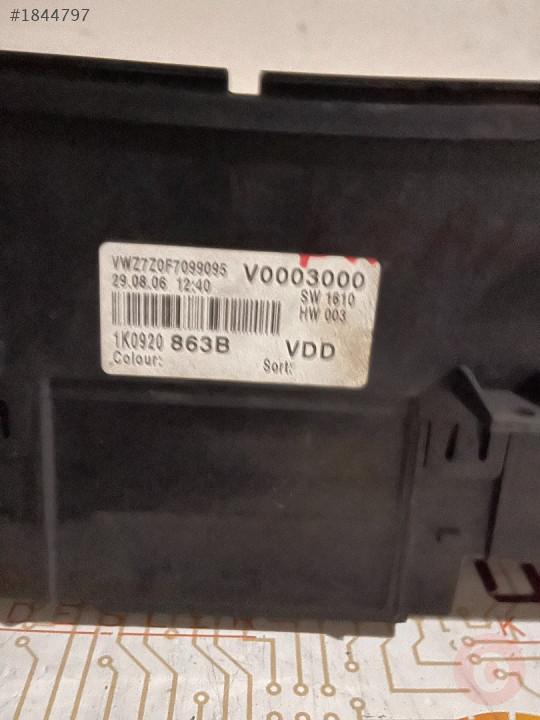 #1844797
VWZ7Z0F7099095 V0003000
29.08.06 12:40 SW 1610
HW 003
1K0920 863B VDD
Colour: Sort: